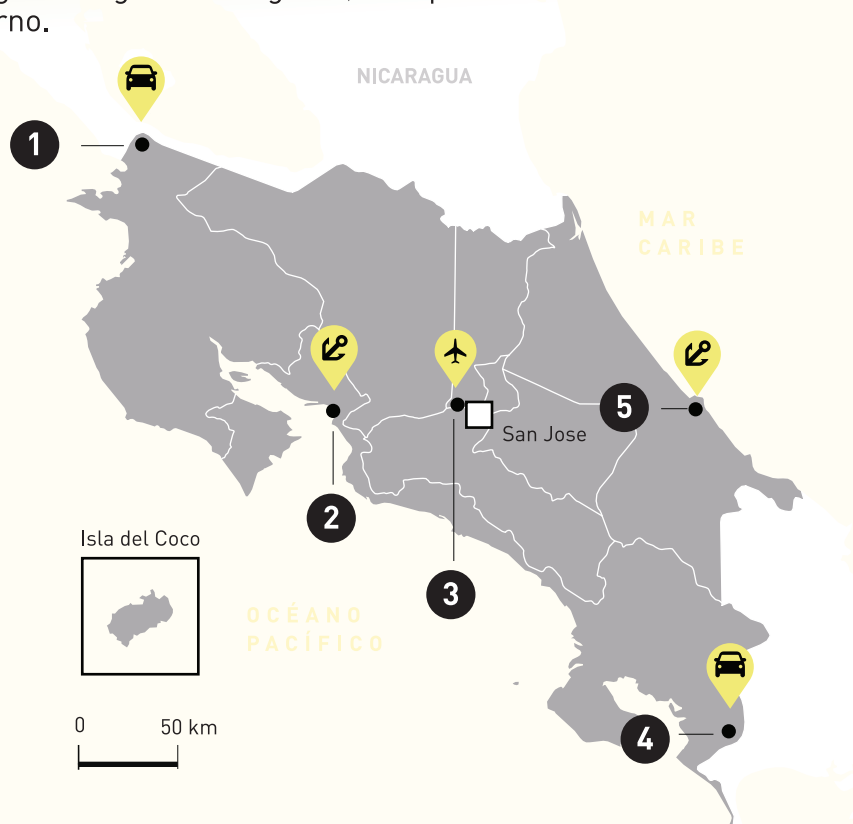 rno.
NICARAGUA
1
MAR
CARIBE
5
San Jose
2
Isla del Coco
3
OCÉANO
PACÍFICO
0 50 km
4